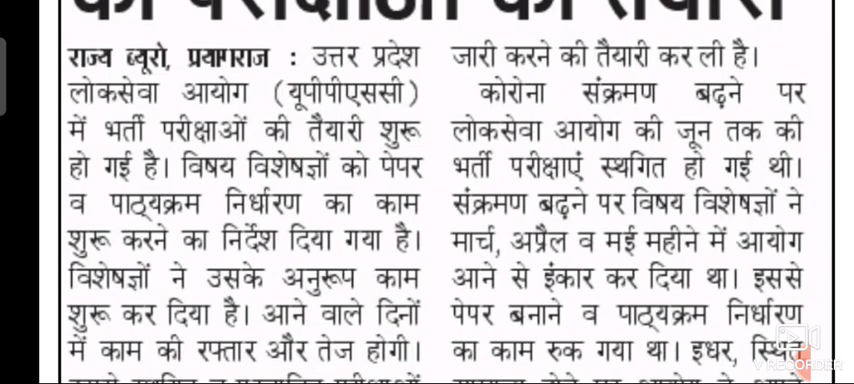 राज्य ब्यूरो, प्रयागराज : उत्तर प्रदेश
लोकसेवा आयोग (यूपीपीएससी)
में भर्ती परीक्षाओं की तैयारी शुरू
हो गई है। विषय विशेषज्ञों को पेपर
व पाठ्यक्रम निर्धारण का काम
शुरू करने का निर्देश दिया गया है।
विशेषज्ञों ने उसके अनुरूप काम
शुरू कर दिया है। आने वाले दिनों
में काम की रफ्तार और तेज होगी।
जारी करने की तैयारी कर ली है।
कोरोना संक्रमण बढ़ने पर
लोकसेवा आयोग की जून तक की
भर्ती परीक्षाएं स्थगित हो गई थी।
संक्रमण बढ़ने पर विषय विशेषज्ञों ने
मार्च, अप्रैल व मई महीने में आयोग
आने से इंकार कर दिया था। इससे
पेपर बनाने व पाठ्यक्रम निर्धारण
का काम रुक गया था। इधर, स्थिति
V RECORDER